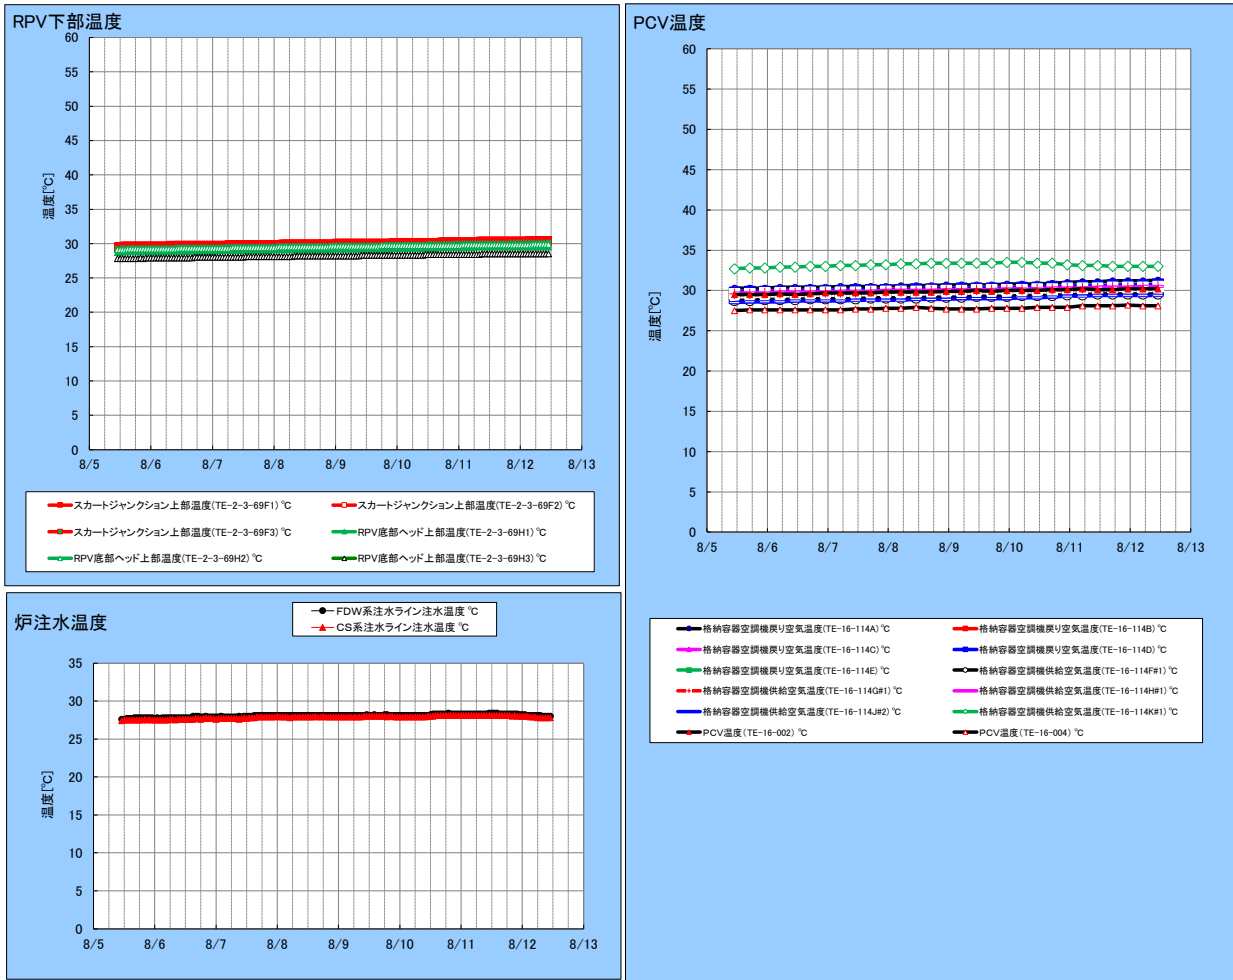 RPV下部温度
60
55
50
45
40
35
30
25
20
15
10
5
0
温度[℃]
8/5 8/6 8/7 8/8 8/9 8/10 8/11 8/12 8/13
スカートジャンクション上部温度(TE-2-3-69F1) ℃ スカートジャンクション上部温度(TE-2-3-69F2) ℃
スカートジャンクション上部温度(TE-2-3-69F3) ℃ RPV底部ヘッド上部温度(TE-2-3-69H1) ℃
RPV底部ヘッド上部温度(TE-2-3-69H2) ℃ RPV底部ヘッド上部温度(TE-2-3-69H3) ℃
炉注水温度
FDW系注水ライン注水温度 ℃
CS系注水ライン注水温度 ℃
35
30
25
20
15
10
5
0
温度[℃]
8/5 8/6 8/7 8/8 8/9 8/10 8/11 8/12 8/13
PCV温度
60
55
50
45
40
35
30
25
20
15
10
5
0
温度[℃]
8/5 8/6 8/7 8/8 8/9 8/10 8/11 8/12 8/13
格納容器空調機戻り空気温度(TE-16-114A) ℃ 格納容器空調機戻り空気温度(TE-16-114B) ℃
格納容器空調機戻り空気温度(TE-16-114C) ℃ 格納容器空調機戻り空気温度(TE-16-114D) ℃
格納容器空調機戻り空気温度(TE-16-114E) ℃ 格納容器空調機供給空気温度(TE-16-114F#1) ℃
格納容器空調機供給空気温度(TE-16-114G#1) ℃ 格納容器空調機供給空気温度(TE-16-114H#1) ℃
格納容器空調機供給空気温度(TE-16-114J#2) ℃ 格納容器空調機供給空気温度(TE-16-114K#1) ℃
PCV温度(TE-16-002) ℃ PCV温度(TE-16-004) ℃